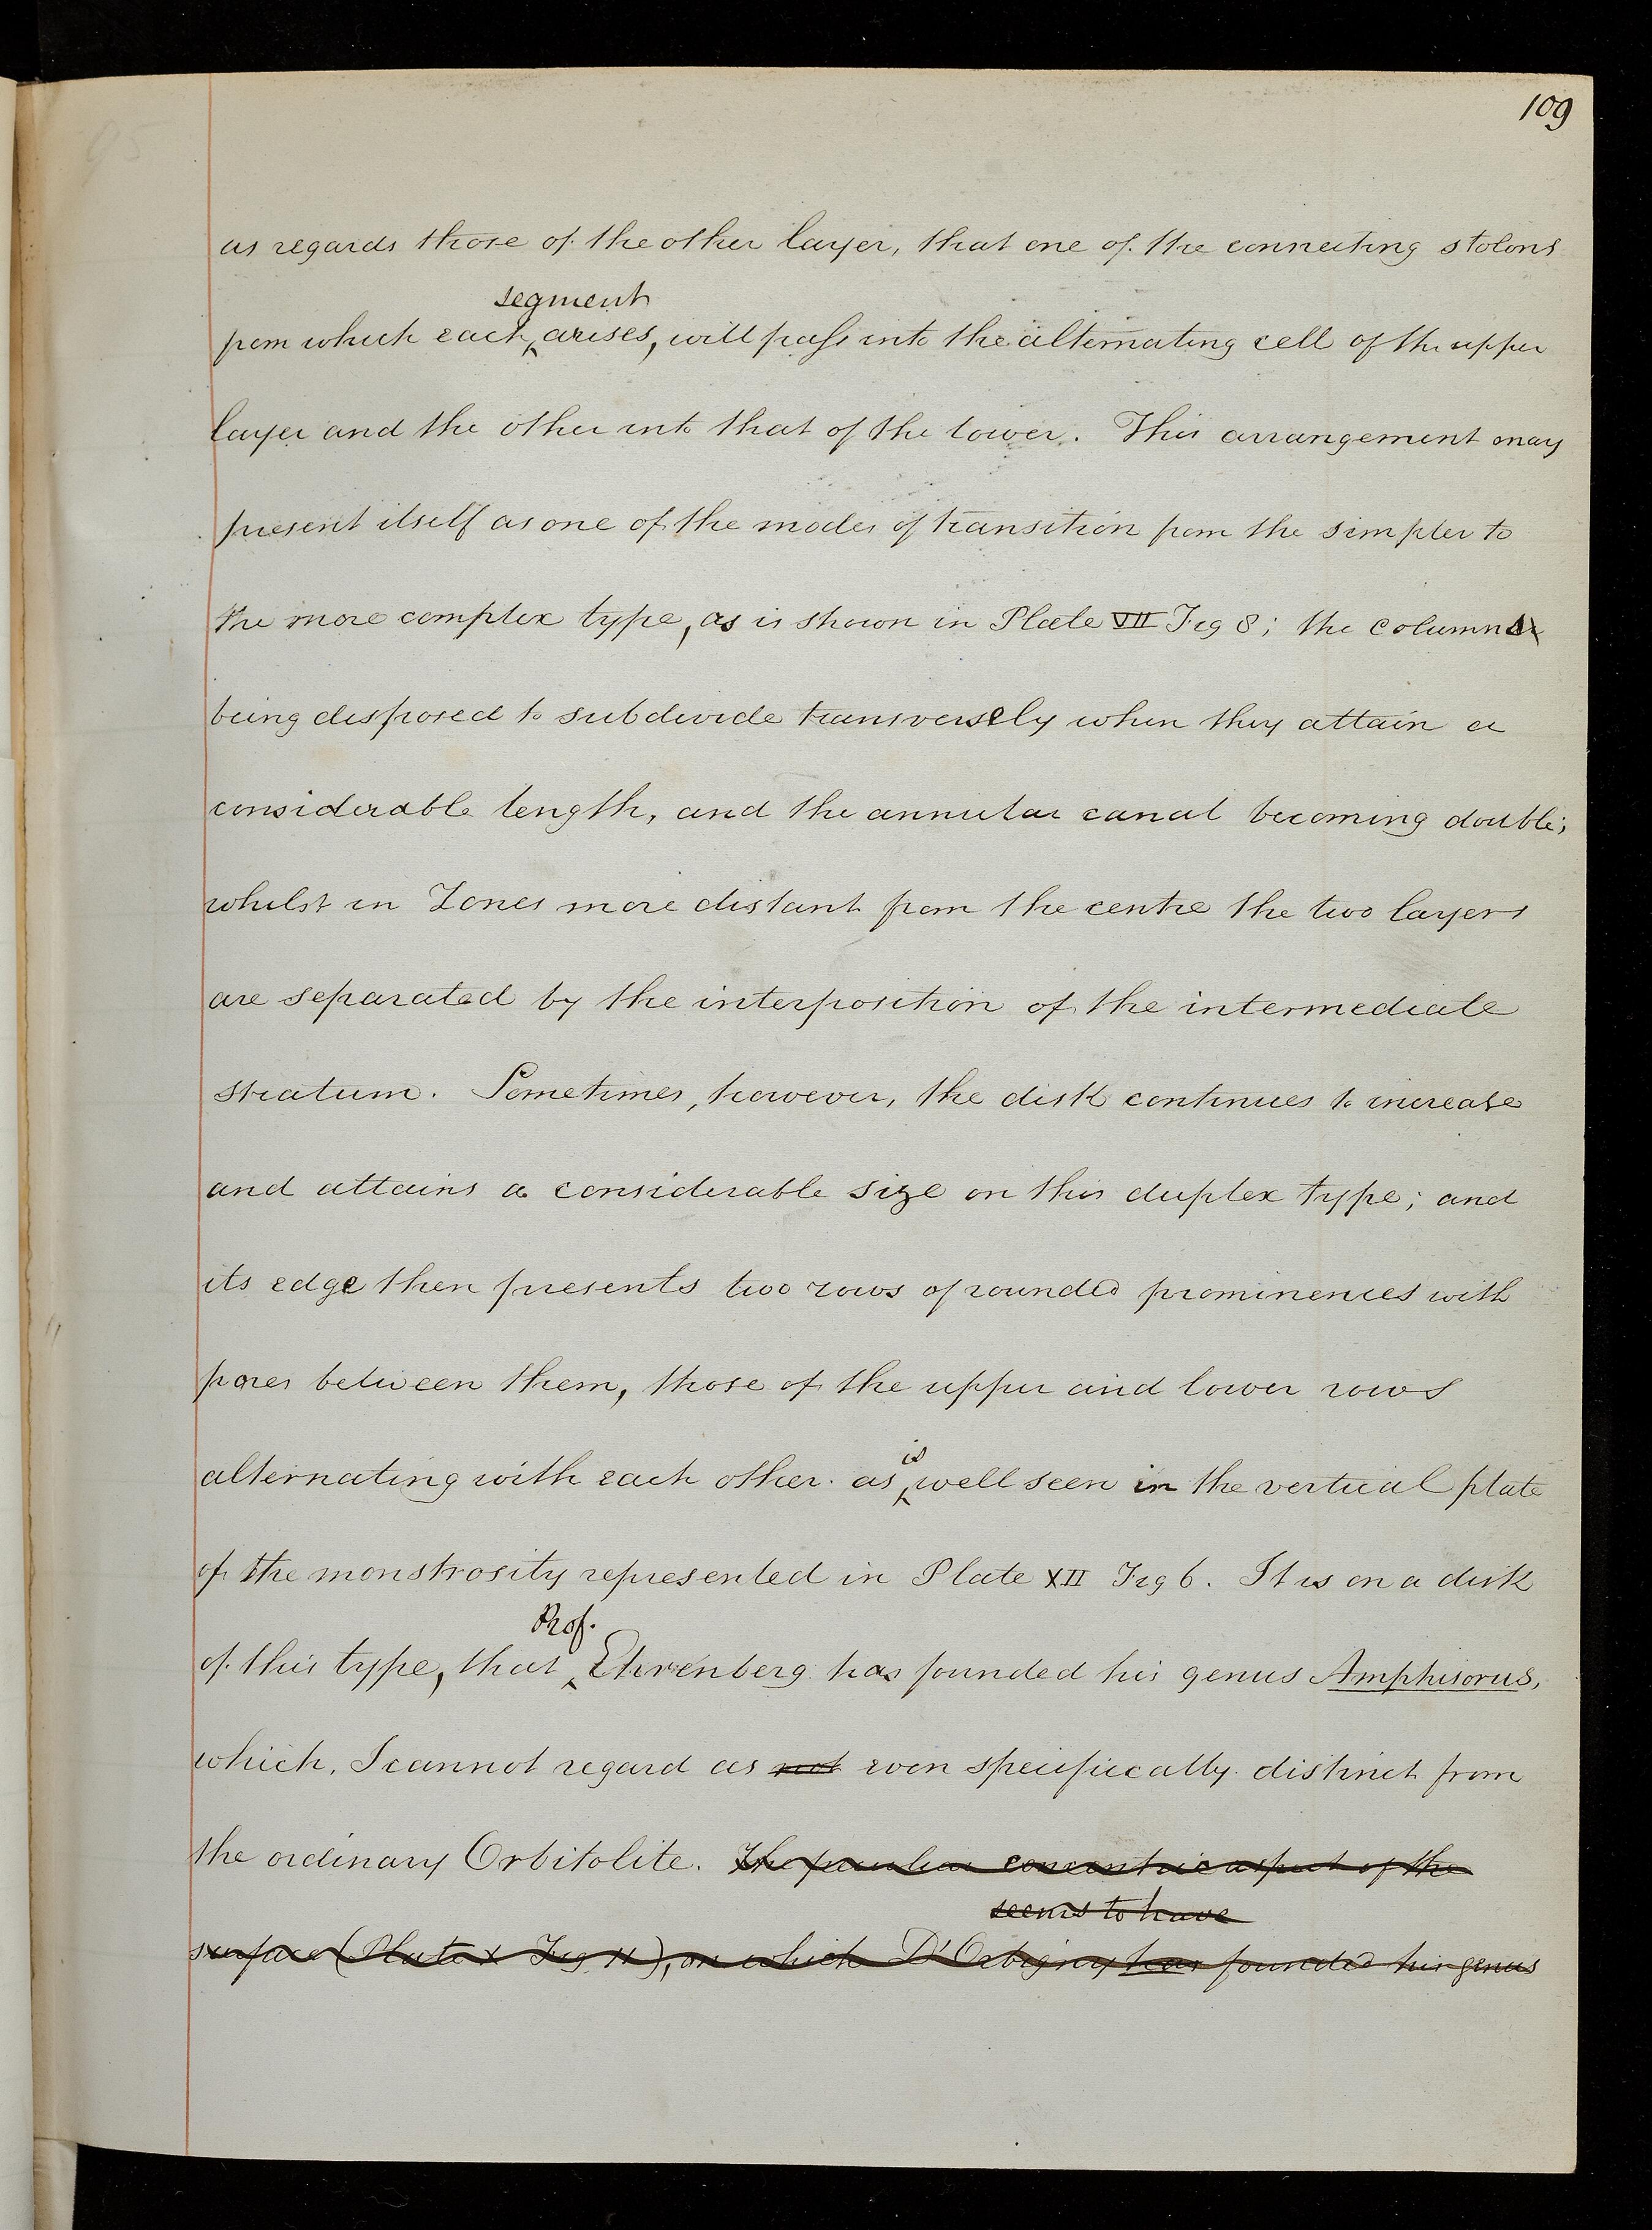 109
as regards those of the other layer, that one of the connecting stolons
segment
from which each arises, will pass into the alternating cell of the upper
layer and the other into that of the lower. This arrangement may
present itself as one of the modes of transition from the simpler to
the more complex type, as is shown in Plate VII Fig 8; the columns
being disposed to subdivide transversely when they attain a
considerable length, and the annular canal becoming double;
whilst in Zones more distant from the centre the two layers
are separated by the interposition of the intermediate
stratum. Sometimes, however, the disk continues to increase
and attains a considerable size on this duplex type; and
its edge then presents two rows of rounded prominences with
pores between them, those of the upper and lower rows
is
alternating with each other. as well seen in the vertical plate
of the monstrosity represented in Plate XII Fig 6. It is on a disk
Prof.
of this type, that Ehrenberg has founded his genus Amphisorus,
which, I cannot regard as not even specifically distinct from
the ordinary Orbitolite. The peculiar concentric aspect of the
seems to have
surface (Plate X Fig 11), on which D'Orbigny has founded his genus